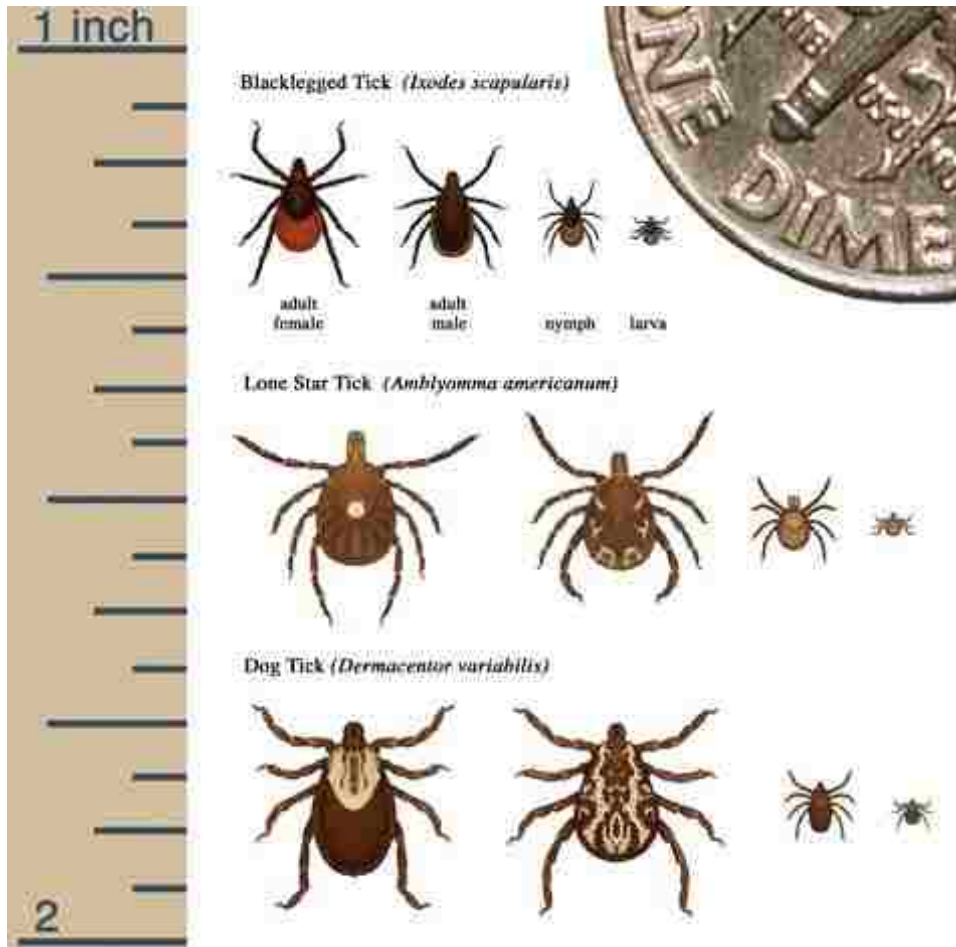 1 inch
Blacklegged Tick (Ixodes scapularis)
ONE DIME
adult
female
adult
male
nymph
larva
Lone Star Tick (Amblyomma americanum)
Dog Tick (Dermacentor variabilis)
2